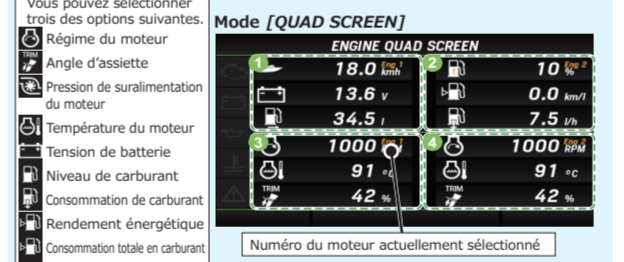 Vous pouvez sélectionner
trois des options suivantes.
Régime du moteur
TRIM
Angle d'assiette
Pression de suralimentation
du moteur
Température du moteur
Tension de batterie
Niveau de carburant
Consommation de carburant
Rendement énergétique
Consommation totale en carburant
Mode [QUAD SCREEN]
ENGINE QUAD SCREEN
1
18.0 Eng 1 kmh
13.6 v
34.5 l
2
10 Eng 2 %
0.0 km/l
7.5 l/h
3
1000 Eng 1
91 °C
TRIM
42 %
4
1000 Eng 2 RPM
91 °C
TRIM
42 %
Numéro du moteur actuellement sélectionné